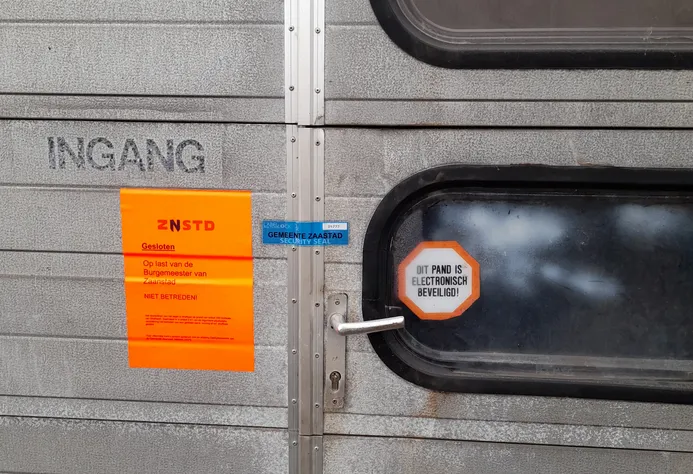 INGANG
ZNSTD
Gesloten
Op last van de
Burgemeester van
Zaanstad
NIET BETREDEN!
GEMEENTE ZAASTAD
SECURITY SEAL
DIT PAND IS
ELECTRONISCH
BEVEILIGD!